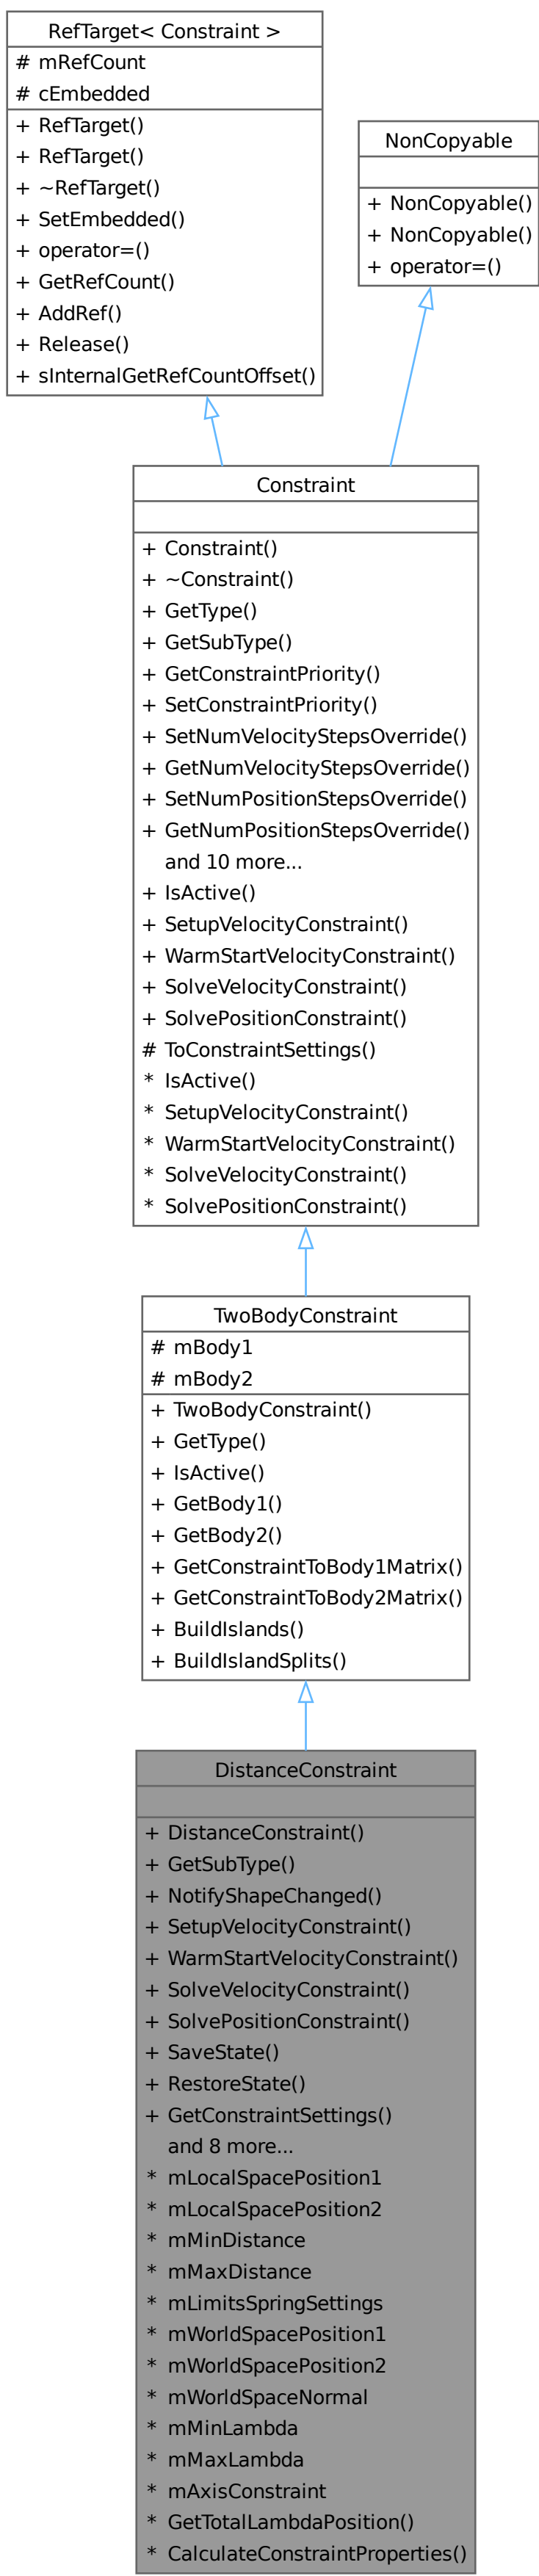 RefTarget< Constraint >
# mRefCount
# cEmbedded
+ RefTarget()
+ RefTarget()
+ ~RefTarget()
+ SetEmbedded()
+ operator=()
+ GetRefCount()
+ AddRef()
+ Release()
+ sInternalGetRefCountOffset()
NonCopyable
+ NonCopyable()
+ NonCopyable()
+ operator=()
Constraint
+ Constraint()
+ ~Constraint()
+ GetType()
+ GetSubType()
+ GetConstraintPriority()
+ SetConstraintPriority()
+ SetNumVelocityStepsOverride()
+ GetNumVelocityStepsOverride()
+ SetNumPositionStepsOverride()
+ GetNumPositionStepsOverride()
and 10 more...
+ IsActive()
+ SetupVelocityConstraint()
+ WarmStartVelocityConstraint()
+ SolveVelocityConstraint()
+ SolvePositionConstraint()
# ToConstraintSettings()
* IsActive()
* SetupVelocityConstraint()
* WarmStartVelocityConstraint()
* SolveVelocityConstraint()
* SolvePositionConstraint()
TwoBodyConstraint
# mBody1
# mBody2
+ TwoBodyConstraint()
+ GetType()
+ IsActive()
+ GetBody1()
+ GetBody2()
+ GetConstraintToBody1Matrix()
+ GetConstraintToBody2Matrix()
+ BuildIslands()
+ BuildIslandSplits()
DistanceConstraint
+ DistanceConstraint()
+ GetSubType()
+ NotifyShapeChanged()
+ SetupVelocityConstraint()
+ WarmStartVelocityConstraint()
+ SolveVelocityConstraint()
+ SolvePositionConstraint()
+ SaveState()
+ RestoreState()
+ GetConstraintSettings()
and 8 more...
* mLocalSpacePosition1
* mLocalSpacePosition2
* mMinDistance
* mMaxDistance
* mLimitsSpringSettings
* mWorldSpacePosition1
* mWorldSpacePosition2
* mWorldSpaceNormal
* mMinLambda
* mMaxLambda
* mAxisConstraint
* GetTotalLambdaPosition()
* CalculateConstraintProperties()